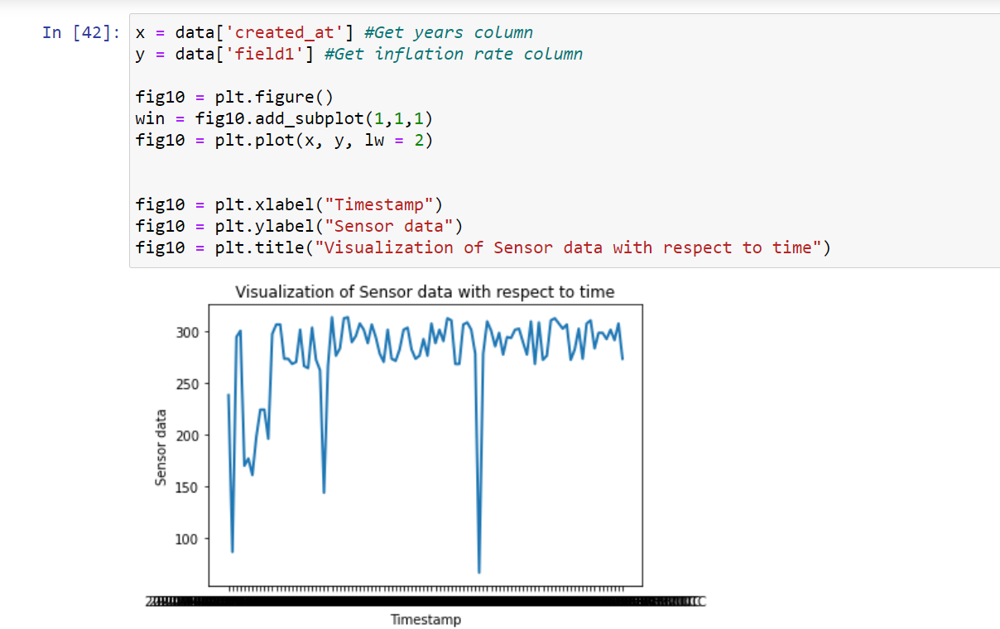 In [42]: x = data['created_at'] #Get years column
y = data['field1'] #Get inflation rate column
fig10 = plt.figure()
win = fig10.add_subplot(1,1,1)
fig10 = plt.plot(x, y, lw = 2)
fig10 = plt.xlabel("Timestamp")
fig10 = plt.ylabel("Sensor data")
fig10 = plt.title("Visualization of Sensor data with respect to time")
Visualization of Sensor data with respect to time
300
250
200
150
100
Sensor data
Timestamp